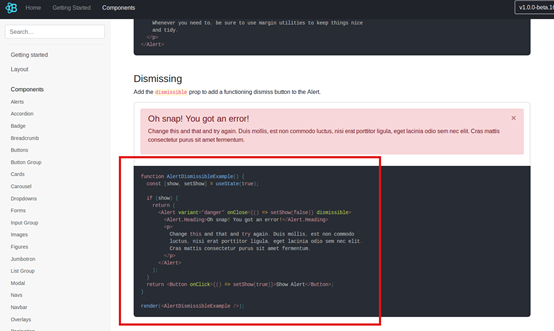 Home Getting Started Components v1.0.0-beta.16
Search...
Getting started
Layout
Components
Alerts
Accordion
Badge
Breadcrumb
Buttons
Button Group
Cards
Carousel
Dropdowns
Forms
Input Group
Images
Figures
Jumbotron
List Group
Modal
Navs
Navbar
Overlays
Whenever you need to, be sure to use margin utilities to keep things nice
and tidy.
</p>
</Alert>
Dismissing
Add the dismissible prop to add a functioning dismiss button to the Alert.
Oh snap! You got an error! ×
Change this and that and try again. Duis mollis, est non commodo luctus, nisi erat porttitor ligula, eget lacinia odio sem nec elit. Cras mattis
consectetur purus sit amet fermentum.
function AlertDismissibleExample() {
const [show, setShow] = useState(true);
if (show) {
return (
<Alert variant="danger" onClose={() => setShow(false)} dismissible>
<Alert.Heading>Oh snap! You got an error!</Alert.Heading>
<p>
Change this and that and try again. Duis mollis, est non commodo
luctus, nisi erat porttitor ligula, eget lacinia odio sem nec elit.
Cras mattis consectetur purus sit amet fermentum.
</p>
</Alert>
);
}
return <Button onClick={() => setShow(true)}>Show Alert</Button>;
}
render(<AlertDismissibleExample />);